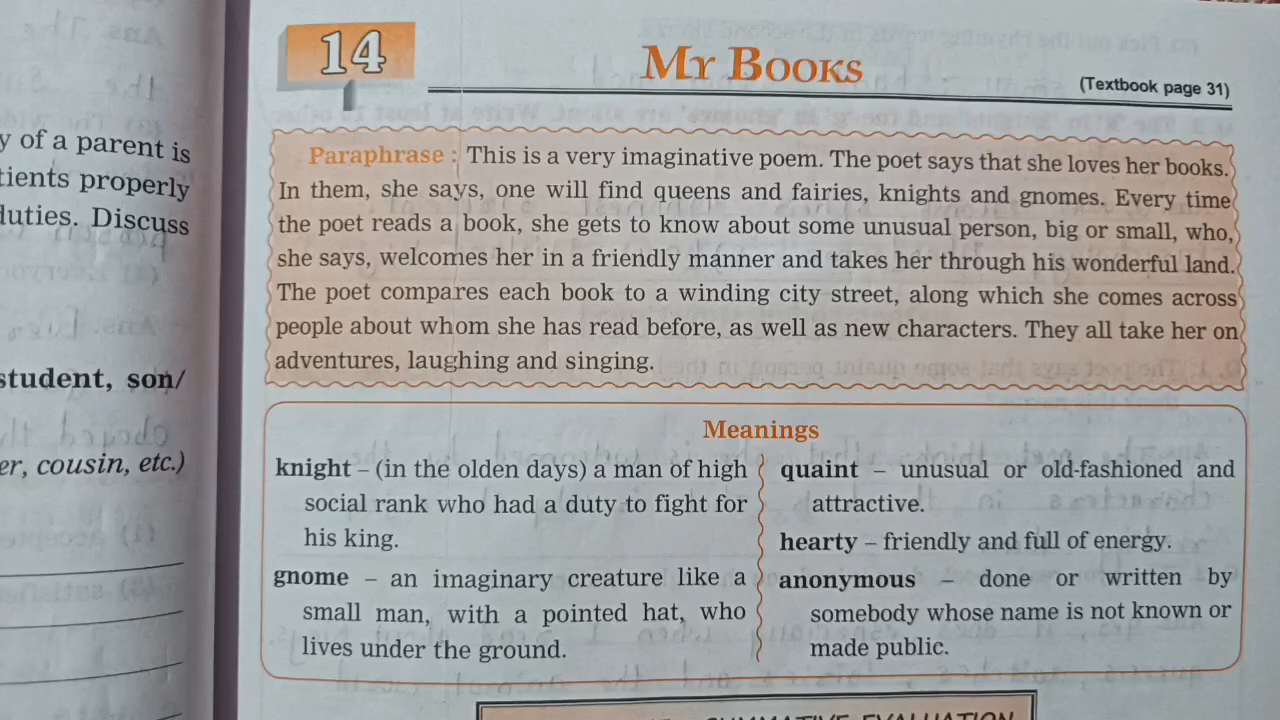 y of a parent is
tients properly
duties. Discuss
student, son/
er, cousin, etc.)
14
MY BOOKS
(Textbook page 31)
Paraphrase : This is a very imaginative poem. The poet says that she loves her books.
In them, she says, one will find queens and fairies, knights and gnomes. Every time
the poet reads a book, she gets to know about some unusual person, big or small, who,
she says, welcomes her in a friendly manner and takes her through his wonderful land.
The poet compares each book to a winding city street, along which she comes across
people about whom she has read before, as well as new characters. They all take her on
adventures, laughing and singing.
Meanings
knight – (in the olden days) a man of high
social rank who had a duty to fight for
his king.
gnome – an imaginary creature like a
small man, with a pointed hat, who
lives under the ground.
quaint – unusual or old-fashioned and
attractive.
hearty – friendly and full of energy.
anonymous – done or written by
somebody whose name is not known or
made public.
SUMMATIVE EVALUATION